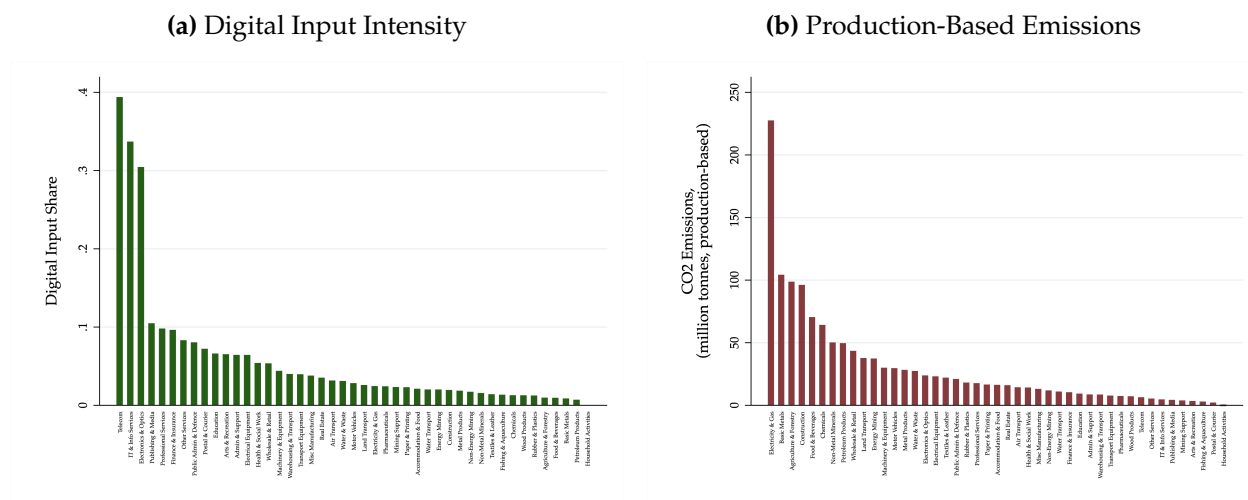 (a) Digital Input Intensity
Digital Input Share
.4
.3
.2
.1
0
Telecom
IT & Info Services
Electronics & Optics
Publishing & Media
Professional Services
Finance & Insurance
Other Services
Public Admin & Defence
Postal & Courier
Education
Arts & Recreation
Admin & Support
Electrical Equipment
Health & Social Work
Wholesale & Retail
Machinery & Equipment
Warehousing & Transport
Transport Equipment
Misc Manufacturing
Real Estate
Air Transport
Water & Waste
Motor Vehicles
Land Transport
Electricity & Gas
Pharmaceuticals
Mining Support
Paper & Printing
Accommodation & Food
Water Transport
Energy Mining
Construction
Metal Products
Non-Energy Mining
Non-Metal Minerals
Textiles & Leather
Fishing & Aquaculture
Chemicals
Wood Products
Rubber & Plastics
Agriculture & Forestry
Food & Beverages
Basic Metals
Petroleum Products
Household Activities
(b) Production-Based Emissions
CO2 Emissions,
(million tonnes, production-based)
250
200
150
100
50
0
Electricity & Gas
Basic Metals
Agriculture & Forestry
Construction
Food & Beverages
Chemicals
Non-Metal Minerals
Petroleum Products
Wholesale & Retail
Land Transport
Energy Mining
Machinery & Equipment
Motor Vehicles
Metal Products
Water & Waste
Electronics & Optics
Electrical Equipment
Textiles & Leather
Public Admin & Defence
Rubber & Plastics
Professional Services
Paper & Printing
Accommodation & Food
Real Estate
Air Transport
Health & Social Work
Misc Manufacturing
Non-Energy Mining
Water Transport
Finance & Insurance
Education
Admin & Support
Warehousing & Transport
Transport Equipment
Pharmaceuticals
Wood Products
Telecom
Other Services
IT & Info Services
Publishing & Media
Mining Support
Arts & Recreation
Fishing & Aquaculture
Postal & Courier
Household Activities